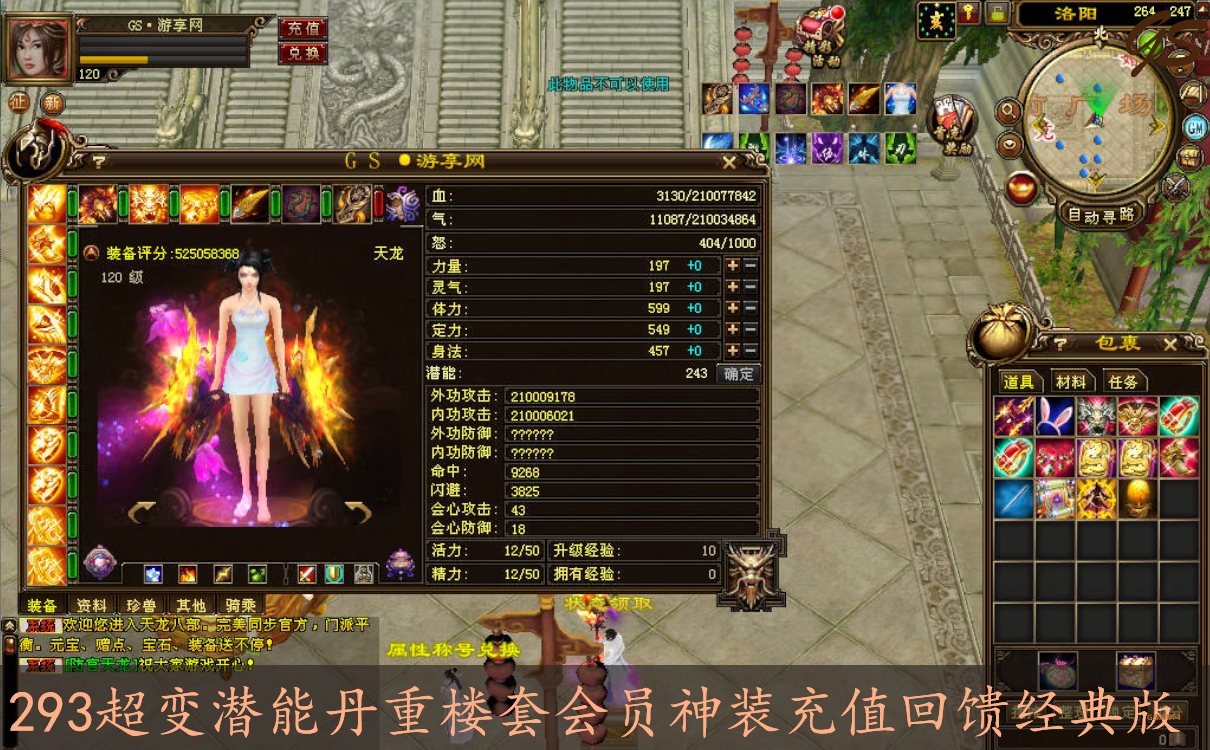 GS·游享网
充值
兑换
120
征 新
此物品不可以使用
精彩
活动
洛阳 264 247
北
GM
自动寻路
? GS●游享网 ×
装备评分:525058368 天龙
120 级
血: 3130/210077842
气: 11087/210034864
怒: 404/1000
力量: 197 +0
灵气: 197 +0
体力: 599 +0
定力: 549 +0
身法: 457 +0
潜能: 243 确定
外功攻击: 210009178
内功攻击: 210006021
外功防御: ??????
内功防御: ??????
命中: 9268
闪避: 3825
会心攻击: 43
会心防御: 18
活力: 12/50 升级经验: 10
精力: 12/50 拥有经验: 0
装备 资料 珍兽 其他 骑乘
? 包裹 ×
道具 材料 任务
欢迎您进入天龙八部。完美同步官方，门派平
衡。元宝、赠点、宝石、装备送不停!
祝大家游戏开心!
状态领取
属性称号兑换
293超变潜能丹重楼套会员神装充值回馈经典版